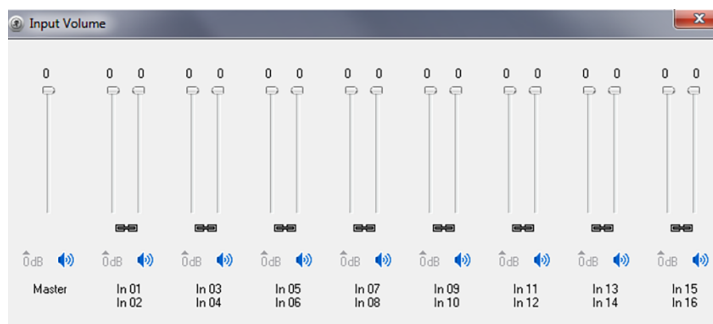 Input Volume
0 0 0 0 0 0 0 0 0 0 0 0 0 0 0 0 0
0dB 0dB 0dB 0dB 0dB 0dB 0dB 0dB 0dB
Master In 01 In 03 In 05 In 07 In 09 In 11 In 13 In 15
In 02 In 04 In 06 In 08 In 10 In 12 In 14 In 16